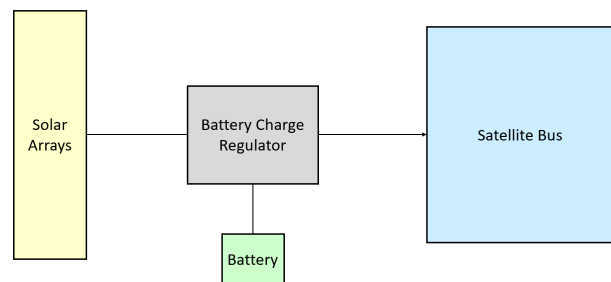 Solar
Arrays
Battery Charge
Regulator
Satellite Bus
Battery